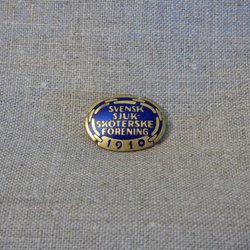 SVENSK
SJUK-
SKÖTERSKE
FÖRENING
1910